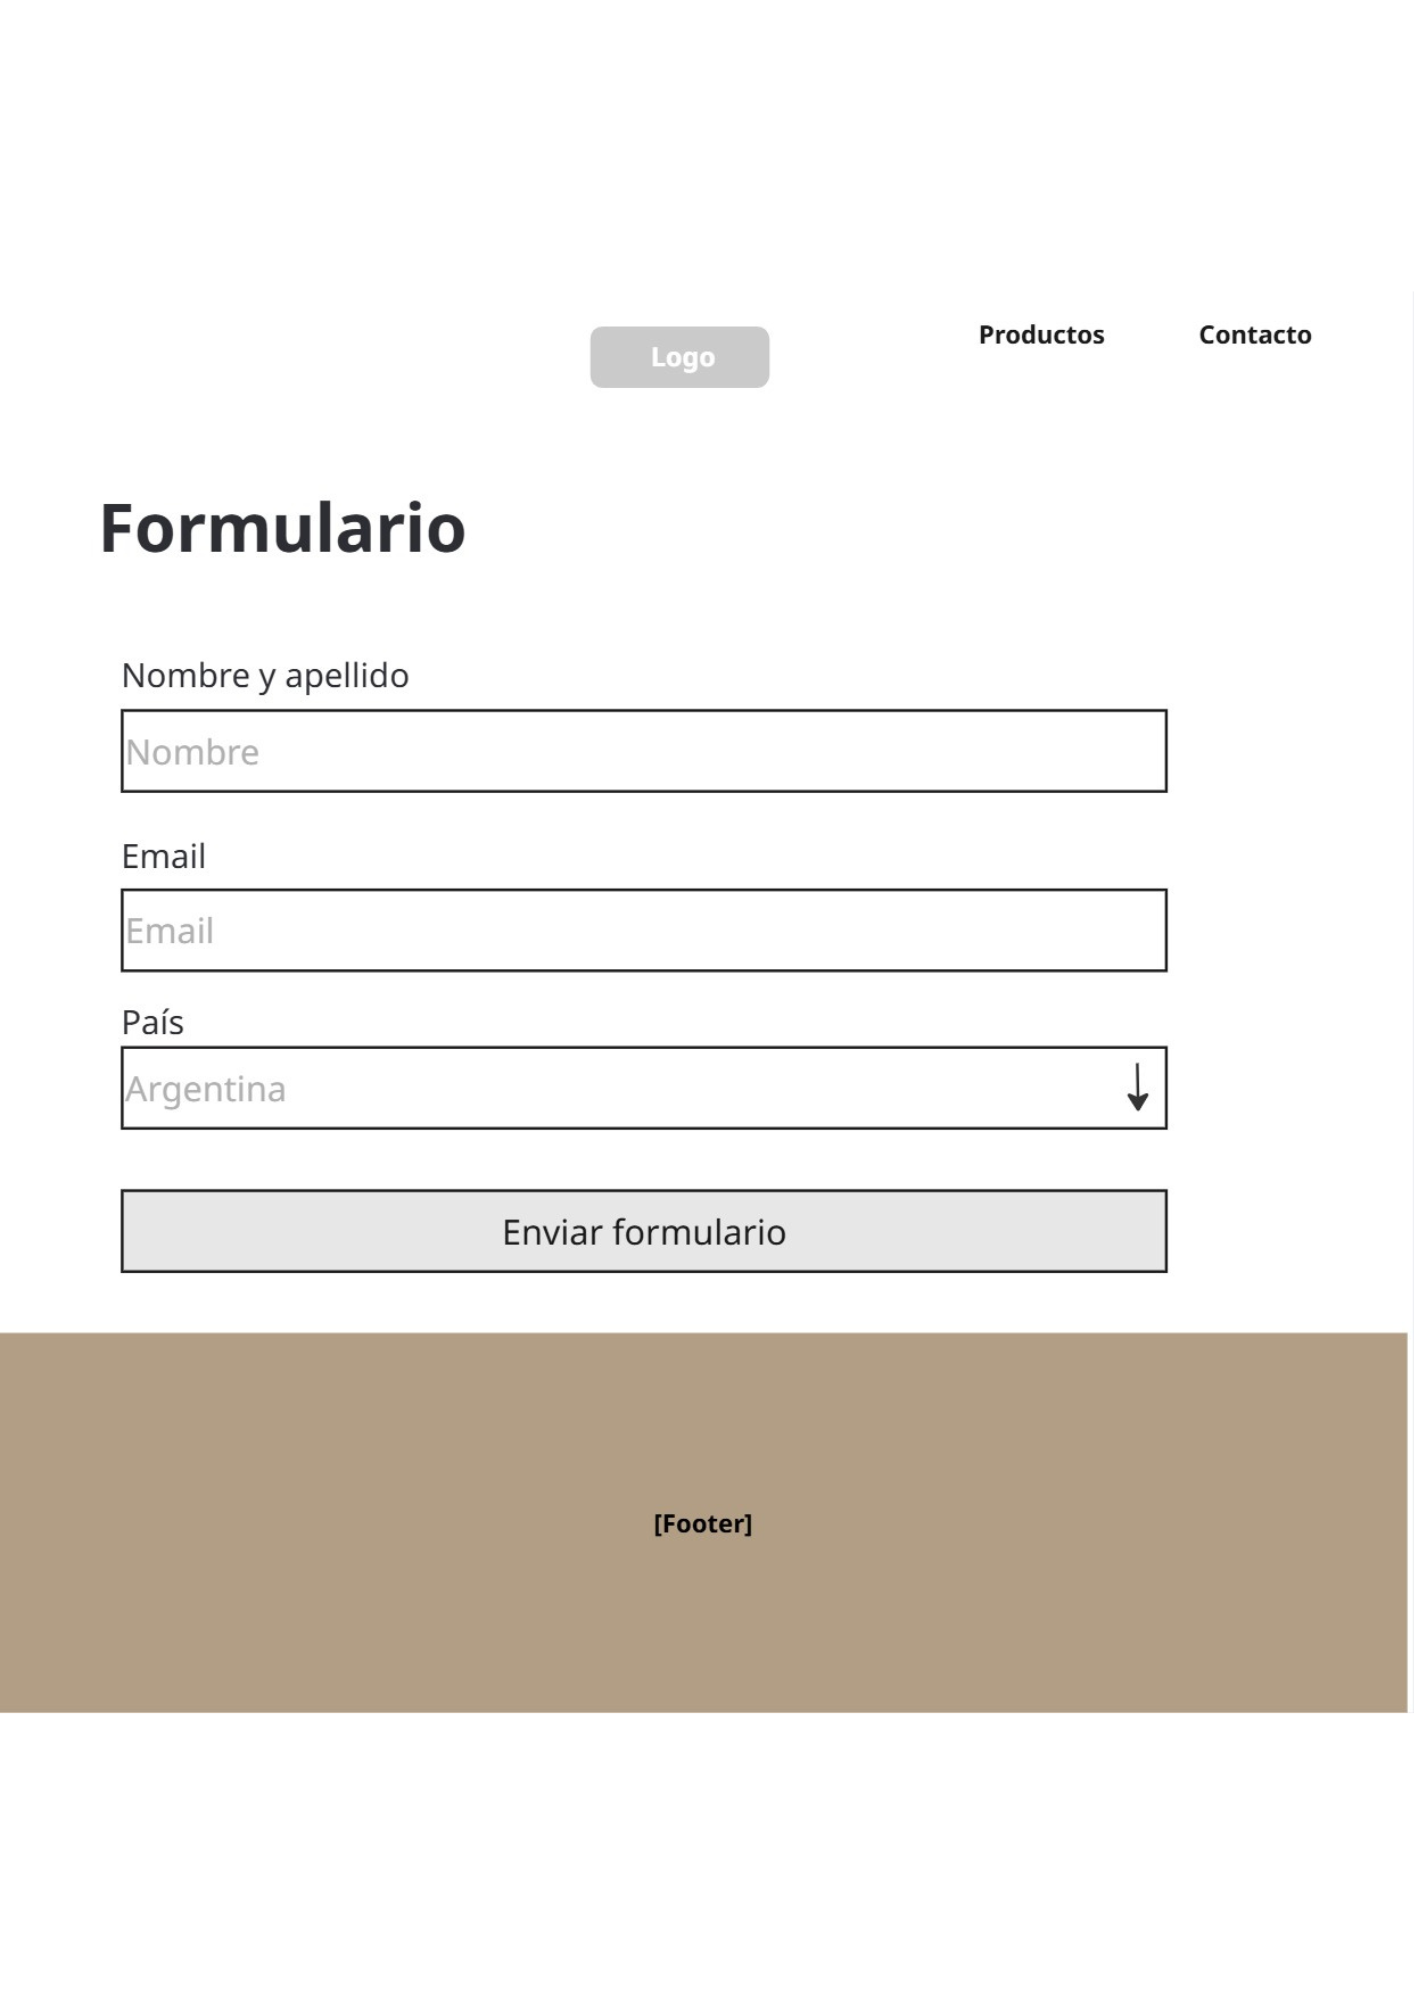 Logo
Productos
Contacto
Formulario
Nombre y apellido
Nombre
Email
Email
País
Argentina
Enviar formulario
[Footer]